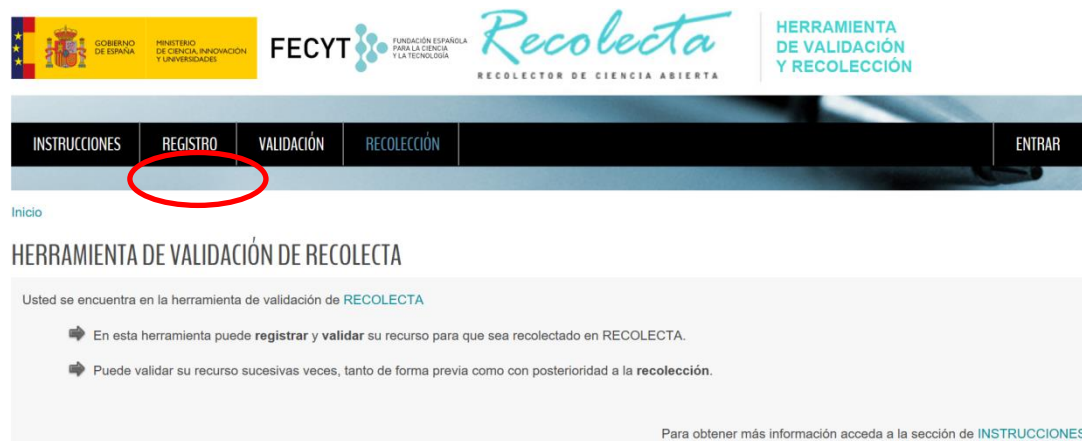 GOBIERNO
DE ESPAÑA
MINISTERIO
DE CIENCIA, INNOVACIÓN
Y UNIVERSIDADES
FECYT
FUNDACIÓN ESPAÑOLA
PARA LA CIENCIA
Y LA TECNOLOGÍA
Recolecta
RECOLECTOR DE CIENCIA ABIERTA
HERRAMIENTA
DE VALIDACIÓN
Y RECOLECCIÓN
INSTRUCCIONES REGISTRO VALIDACIÓN RECOLECCIÓN ENTRAR
Inicio
HERRAMIENTA DE VALIDACIÓN DE RECOLECTA
Usted se encuentra en la herramienta de validación de RECOLECTA
En esta herramienta puede registrar y validar su recurso para que sea recolectado en RECOLECTA.
Puede validar su recurso sucesivas veces, tanto de forma previa como con posterioridad a la recolección.
Para obtener más información acceda a la sección de INSTRUCCIONES